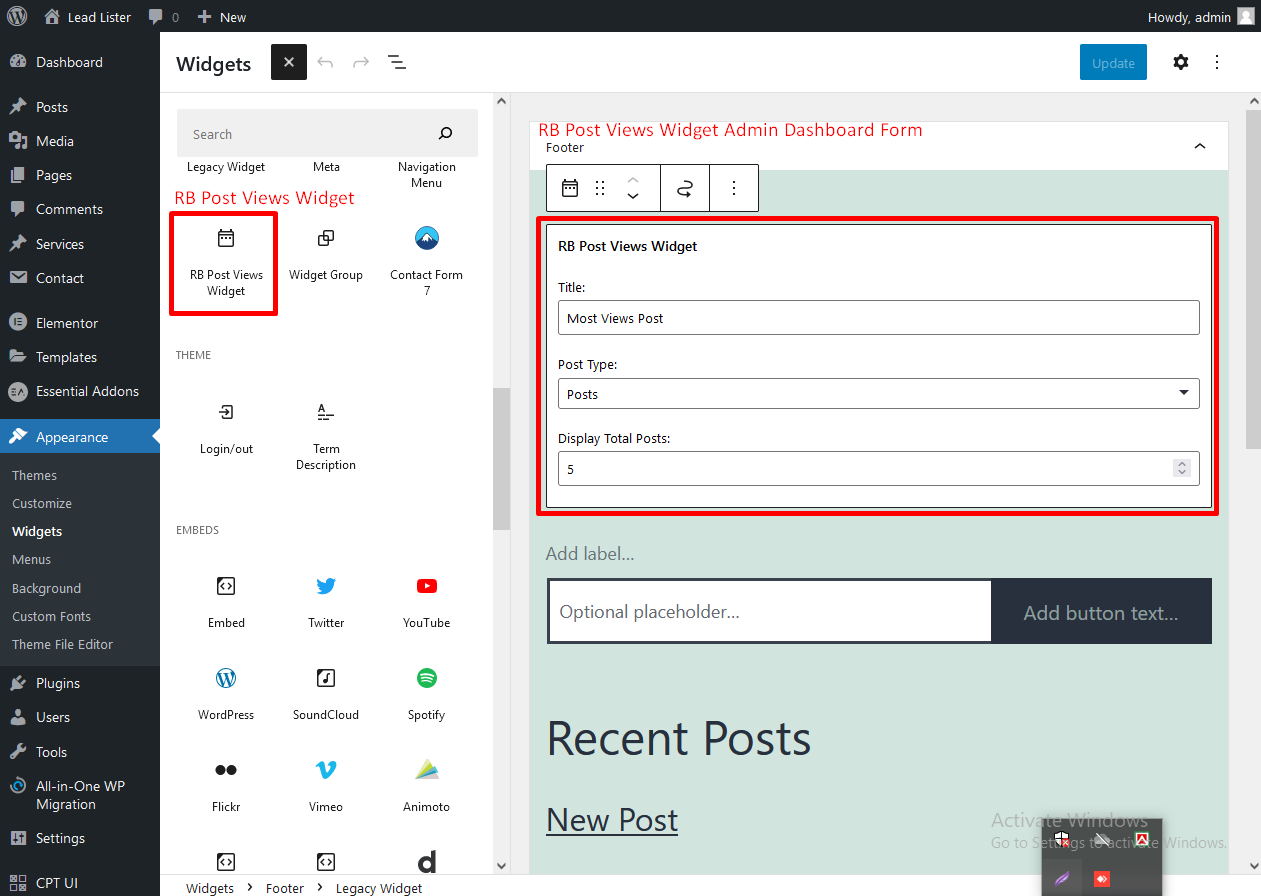 Lead Lister
0
New
Howdy, admin
Dashboard
Posts
Media
Pages
Comments
Services
Contact
Elementor
Templates
Essential Addons
Appearance
Themes
Customize
Widgets
Menus
Background
Custom Fonts
Theme File Editor
Plugins
Users
Tools
All-in-One WP
Migration
Settings
CPT UI
Widgets
Update
Search
Legacy Widget
Meta
Navigation
Menu
RB Post Views Widget
RB Post Views
Widget
Widget Group
Contact Form
7
THEME
Login/out
Term
Description
EMBEDS
Embed
Twitter
YouTube
WordPress
SoundCloud
Spotify
Flickr
Vimeo
Animoto
RB Post Views Widget Admin Dashboard Form
Footer
RB Post Views Widget
Title:
Most Views Post
Post Type:
Posts
Display Total Posts:
5
Add label...
Optional placeholder...
Add button text...
Recent Posts
New Post
Activate Windows
Go to Settings to activate Windows.
Widgets > Footer > Legacy Widget